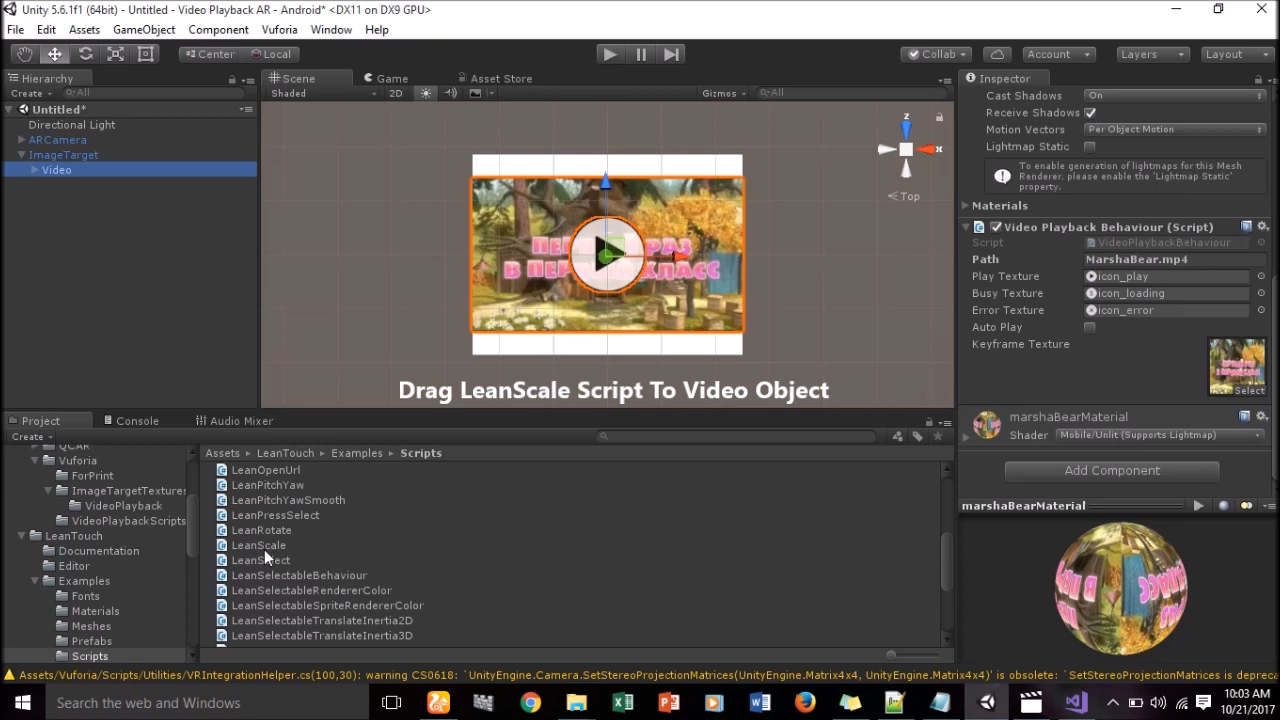 Unity 5.6.1f1 (64bit) - Untitled - Video Playback AR - Android* <DX11 on DX9 GPU>
File Edit Assets GameObject Component Vuforia Window Help
Center Local Collab Account Layers Layout
Hierarchy
Create All
Untitled*
Directional Light
ARCamera
ImageTarget
Video
Scene Game Asset Store
Shaded 2D Gizmos All
z
x
Top
Drag LeanScale Script To Video Object
Inspector
Cast Shadows On
Receive Shadows
Motion Vectors Per Object Motion
Lightmap Static
To enable generation of lightmaps for this Mesh
Renderer, please enable the 'Lightmap Static'
property.
Materials
Video Playback Behaviour (Script)
Script VideoPlaybackBehaviour
Path MarshaBear.mp4
Play Texture icon_play
Busy Texture icon_loading
Error Texture icon_error
Auto Play
Keyframe Texture
Select
marshaBearMaterial
Shader Mobile/Unlit (Supports Lightmap)
Add Component
marshaBearMaterial
Project Console Audio Mixer
Create
QCAR
Vuforia
ForPrint
ImageTargetTextures
VideoPlayback
VideoPlaybackScripts
LeanTouch
Documentation
Editor
Examples
Fonts
Materials
Meshes
Prefabs
Scripts
Assets LeanTouch Examples Scripts
LeanOpenUrl
LeanPitchYaw
LeanPitchYawSmooth
LeanPressSelect
LeanRotate
LeanScale
LeanSelect
LeanSelectableBehaviour
LeanSelectableRendererColor
LeanSelectableSpriteRendererColor
LeanSelectableTranslateInertia2D
LeanSelectableTranslateInertia3D
Assets/Vuforia/Scripts/Utilities/VRIntegrationHelper.cs(100,30): warning CS0618: `UnityEngine.Camera.SetStereoProjectionMatrices(UnityEngine.Matrix4x4, UnityEngine.Matrix4x4)' is obsolete: `SetStereoProjectionMatrices is depreca
Search the web and Windows
10:03 AM
10/21/2017